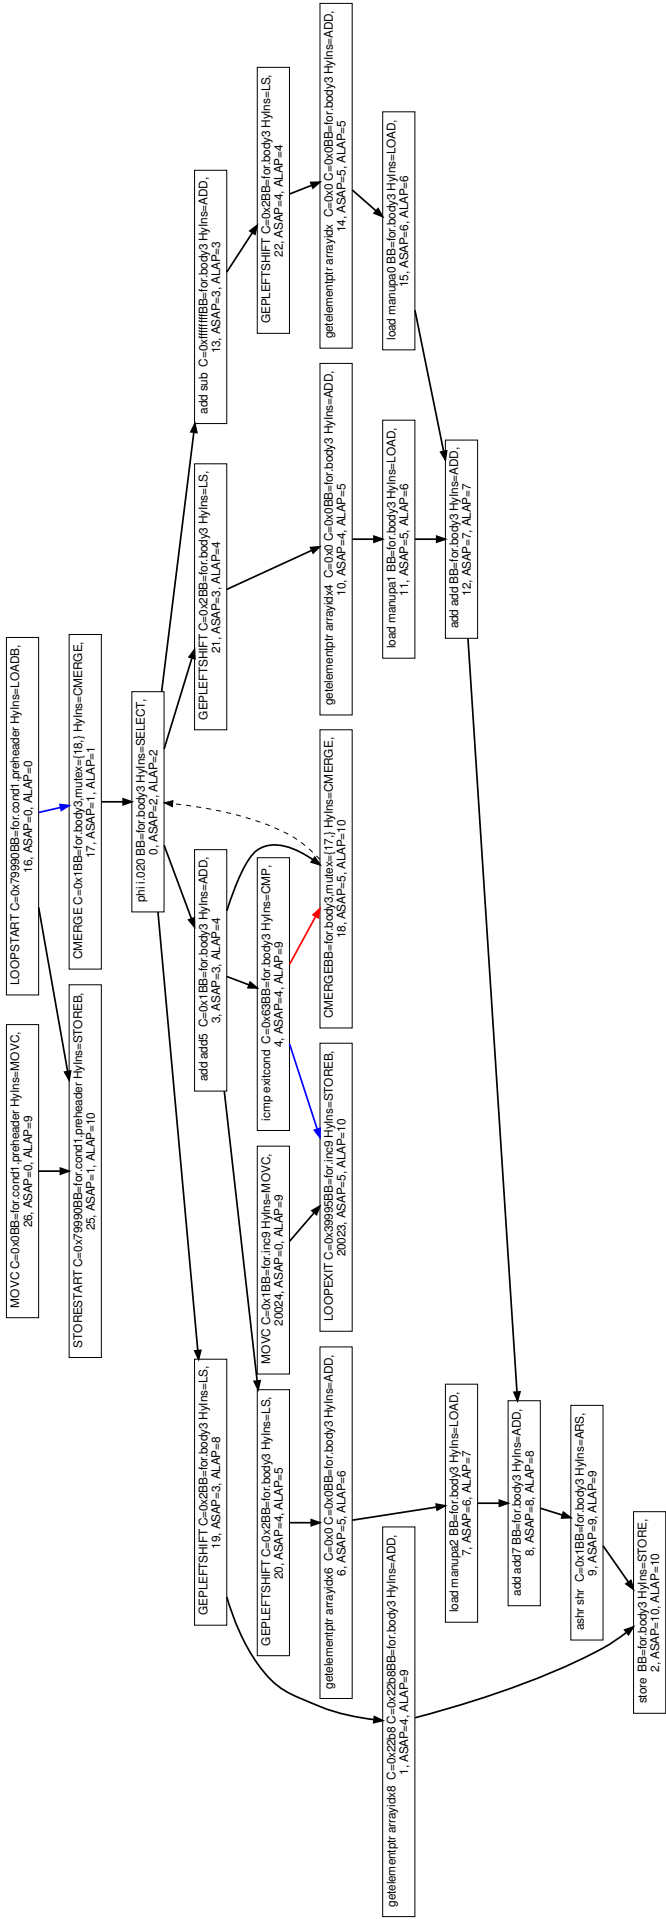 MOVC C=0x0BB=for.cond1.preheader HyIns=MOVC,
26, ASAP=0, ALAP=9
LOOPSTART C=0x79990BB=for.cond1.preheader HyIns=LOADB,
16, ASAP=0, ALAP=0
STORESTART C=0x79990BB=for.cond1.preheader HyIns=STOREB,
25, ASAP=1, ALAP=10
CMERGE C=0x1BB=for.body3,mutex={18,} HyIns=CMERGE,
17, ASAP=1, ALAP=1
phi i.020 BB=for.body3 HyIns=SELECT,
0, ASAP=2, ALAP=2
GEPLEFTSHIFT C=0x2BB=for.body3 HyIns=LS,
19, ASAP=3, ALAP=8
add add5 C=0x1BB=for.body3 HyIns=ADD,
3, ASAP=3, ALAP=4
GEPLEFTSHIFT C=0x2BB=for.body3 HyIns=LS,
21, ASAP=3, ALAP=4
add sub C=0xffffffffBB=for.body3 HyIns=ADD,
13, ASAP=3, ALAP=3
GEPLEFTSHIFT C=0x2BB=for.body3 HyIns=LS,
20, ASAP=4, ALAP=5
MOVC C=0x1BB=for.inc9 HyIns=MOVC,
20024, ASAP=0, ALAP=9
icmp exitcond C=0x63BB=for.body3 HyIns=CMP,
4, ASAP=4, ALAP=9
GEPLEFTSHIFT C=0x2BB=for.body3 HyIns=LS,
22, ASAP=4, ALAP=4
getelementptr arrayidx6 C=0x0 C=0x0BB=for.body3 HyIns=ADD,
6, ASAP=5, ALAP=6
LOOPEXIT C=0x39995BB=for.inc9 HyIns=STOREB,
20023, ASAP=5, ALAP=10
CMERGEBB=for.body3,mutex={17,} HyIns=CMERGE,
18, ASAP=5, ALAP=10
getelementptr arrayidx4 C=0x0 C=0x0BB=for.body3 HyIns=ADD,
10, ASAP=4, ALAP=5
getelementptr arrayidx C=0x0 C=0x0BB=for.body3 HyIns=ADD,
14, ASAP=5, ALAP=5
getelementptr arrayidx8 C=0x22b8 C=0x22b8BB=for.body3 HyIns=ADD,
1, ASAP=4, ALAP=9
load manupa1 BB=for.body3 HyIns=LOAD,
11, ASAP=5, ALAP=6
load manupa0 BB=for.body3 HyIns=LOAD,
15, ASAP=6, ALAP=6
load manupa2 BB=for.body3 HyIns=LOAD,
7, ASAP=6, ALAP=7
add add BB=for.body3 HyIns=ADD,
12, ASAP=7, ALAP=7
add add7 BB=for.body3 HyIns=ADD,
8, ASAP=8, ALAP=8
ashr shr C=0x1BB=for.body3 HyIns=ARS,
9, ASAP=9, ALAP=9
store BB=for.body3 HyIns=STORE,
2, ASAP=10, ALAP=10